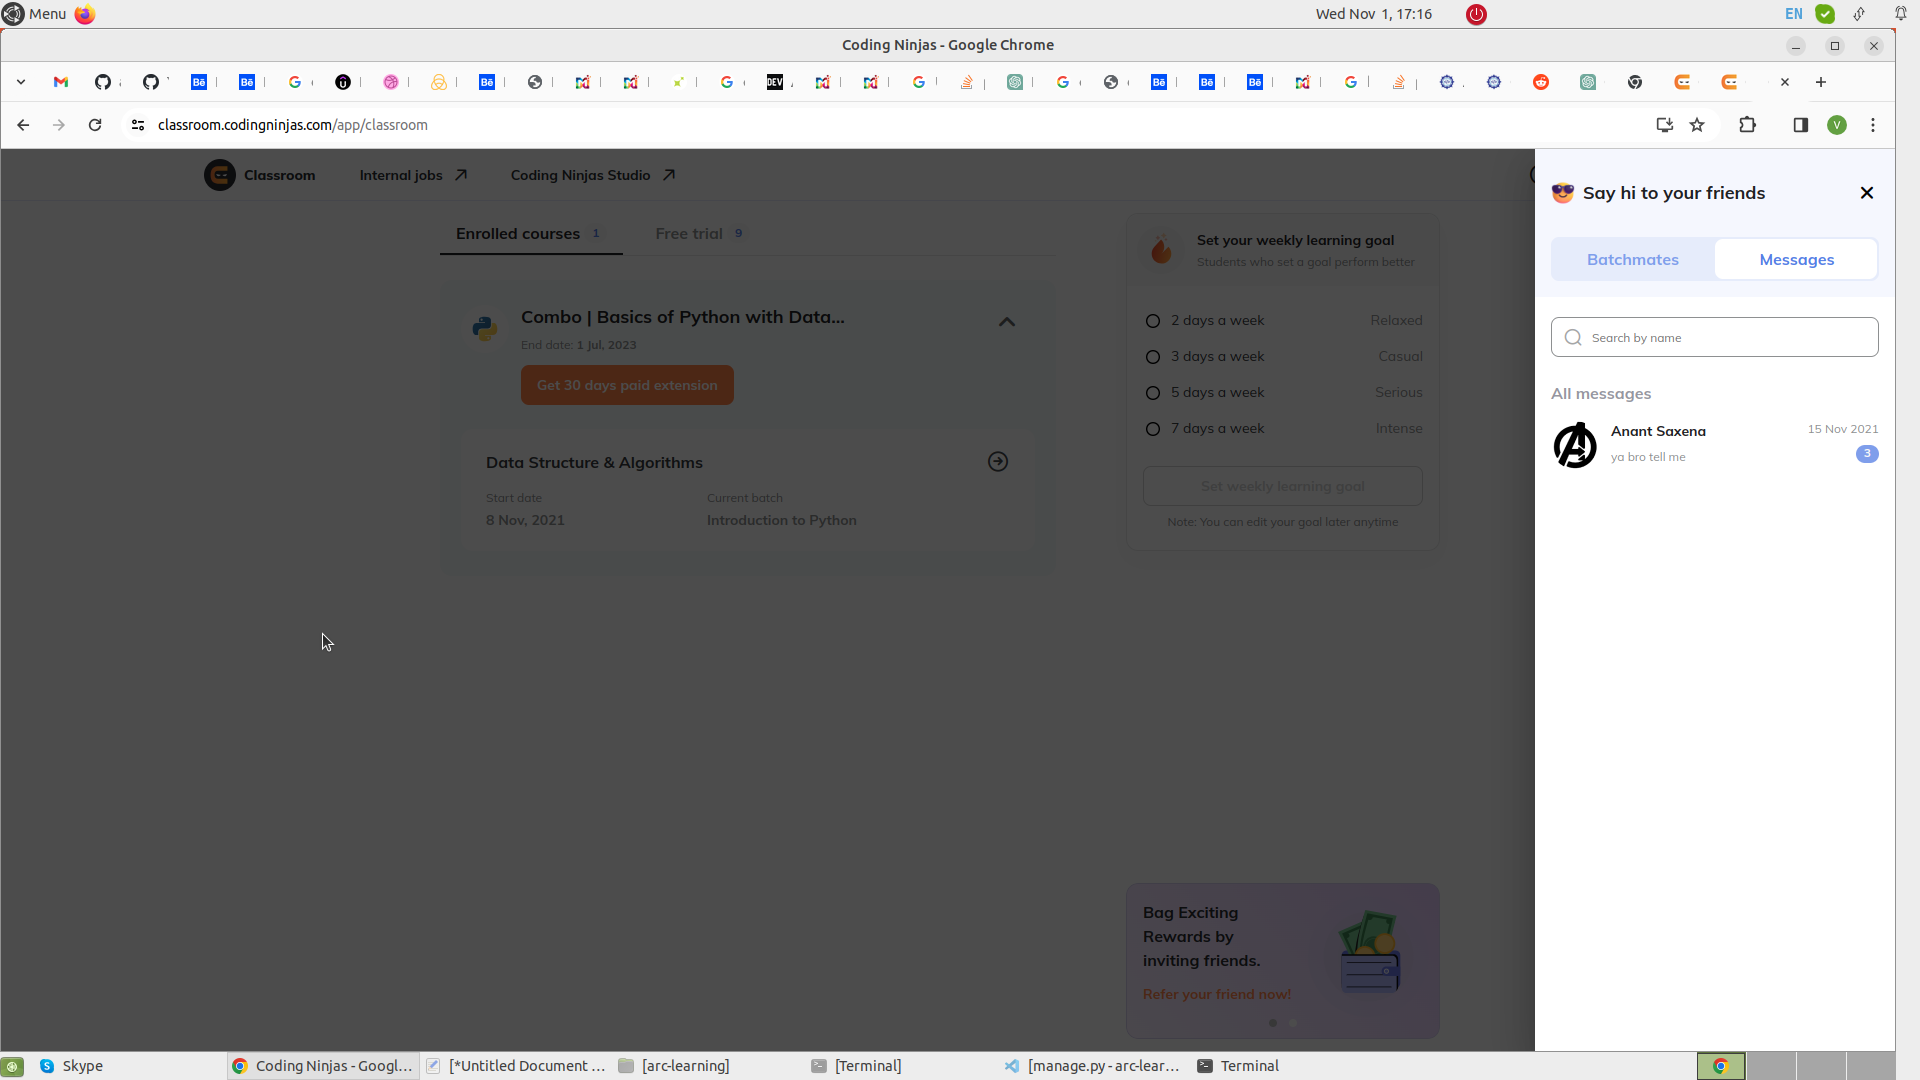 Menu
Wed Nov 1, 17:16
EN
Coding Ninjas - Google Chrome
classroom.codingninjas.com/app/classroom
V
Classroom
Internal jobs
Coding Ninjas Studio
Enrolled courses 1
Free trial 9
Combo | Basics of Python with Data...
End date: 1 Jul, 2023
Get 30 days paid extension
Data Structure & Algorithms
Start date
Current batch
8 Nov, 2021
Introduction to Python
Set your weekly learning goal
Students who set a goal perform better
2 days a week Relaxed
3 days a week Casual
5 days a week Serious
7 days a week Intense
Set weekly learning goal
Note: You can edit your goal later anytime
Bag Exciting
Rewards by
inviting friends.
Refer your friend now!
Say hi to your friends
Batchmates
Messages
Search by name
All messages
Anant Saxena
15 Nov 2021
ya bro tell me
3
Skype
Coding Ninjas - Googl...
[*Untitled Document ...
[arc-learning]
[Terminal]
[manage.py - arc-lear...
Terminal